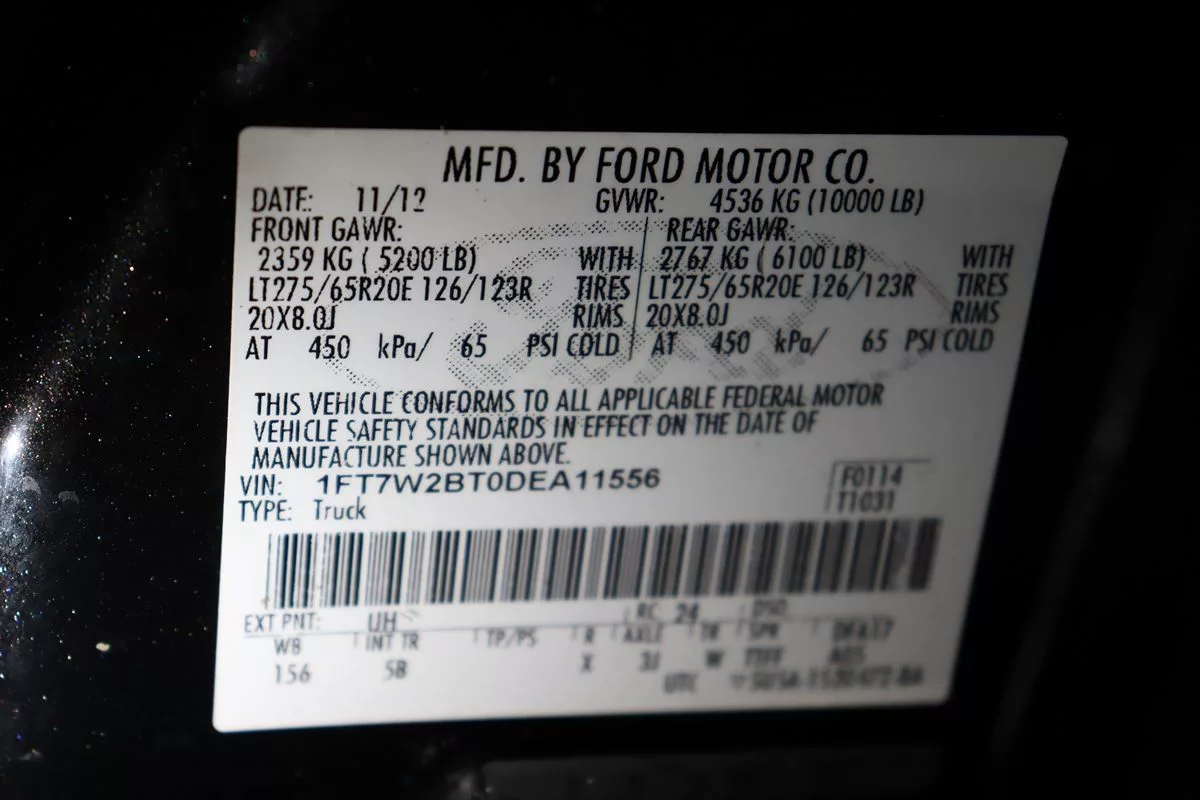 MFD. BY FORD MOTOR CO.
DATE: 11/12 GVWR: 4536 KG (10000 LB)
FRONT GAWR: REAR GAWR:
2359 KG ( 5200 LB) WITH 2767 KG ( 6100 LB) WITH
LT275/65R20E 126/123R TIRES LT275/65R20E 126/123R TIRES
20X8.0J RIMS 20X8.0J RIMS
AT 450 kPa/ 65 PSI COLD AT 450 kPa/ 65 PSI COLD
THIS VEHICLE CONFORMS TO ALL APPLICABLE FEDERAL MOTOR
VEHICLE SAFETY STANDARDS IN EFFECT ON THE DATE OF
MANUFACTURE SHOWN ABOVE.
VIN: 1FT7W2BT0DEA11556 F0114
TYPE: Truck T1031
EXT PNT: UH RC: 24 DSO:
WB INT TR TP/PS R AXLE TR SPR
156 5B X 3J W
UTC